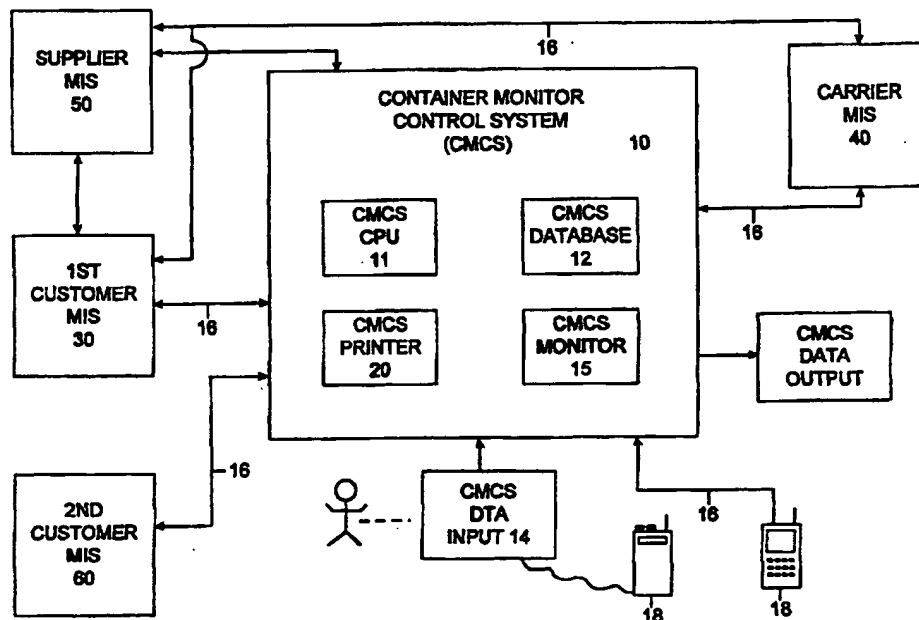 SUPPLIER
MIS
50
16
CARRIER
MIS
40
CONTAINER MONITOR
CONTROL SYSTEM
(CMCS)
10
CMCS
CPU
11
CMCS
DATABASE
12
16
1ST
CUSTOMER
MIS
30
16
CMCS
PRINTER
20
CMCS
MONITOR
15
CMCS
DATA
OUTPUT
16
2ND
CUSTOMER
MIS
60
CMCS
DTA
INPUT 14
16
18
18